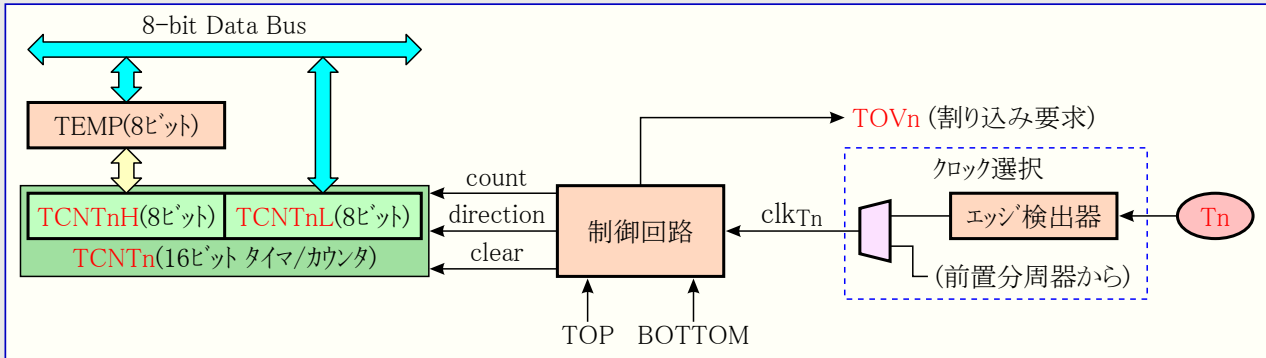 8-bit Data Bus
TEMP(8ﾋﾞｯﾄ)
TOVn (割り込み要求)
クロック選択
TCNTnH(8ﾋﾞｯﾄ) TCNTnL(8ﾋﾞｯﾄ)
TCNTn(16ﾋﾞｯﾄ ﾀｲﾏ/ｶｳﾝﾀ)
count
direction
clear
制御回路
clkTn
ｴｯｼﾞ検出器
Tn
(前置分周器から)
TOP BOTTOM